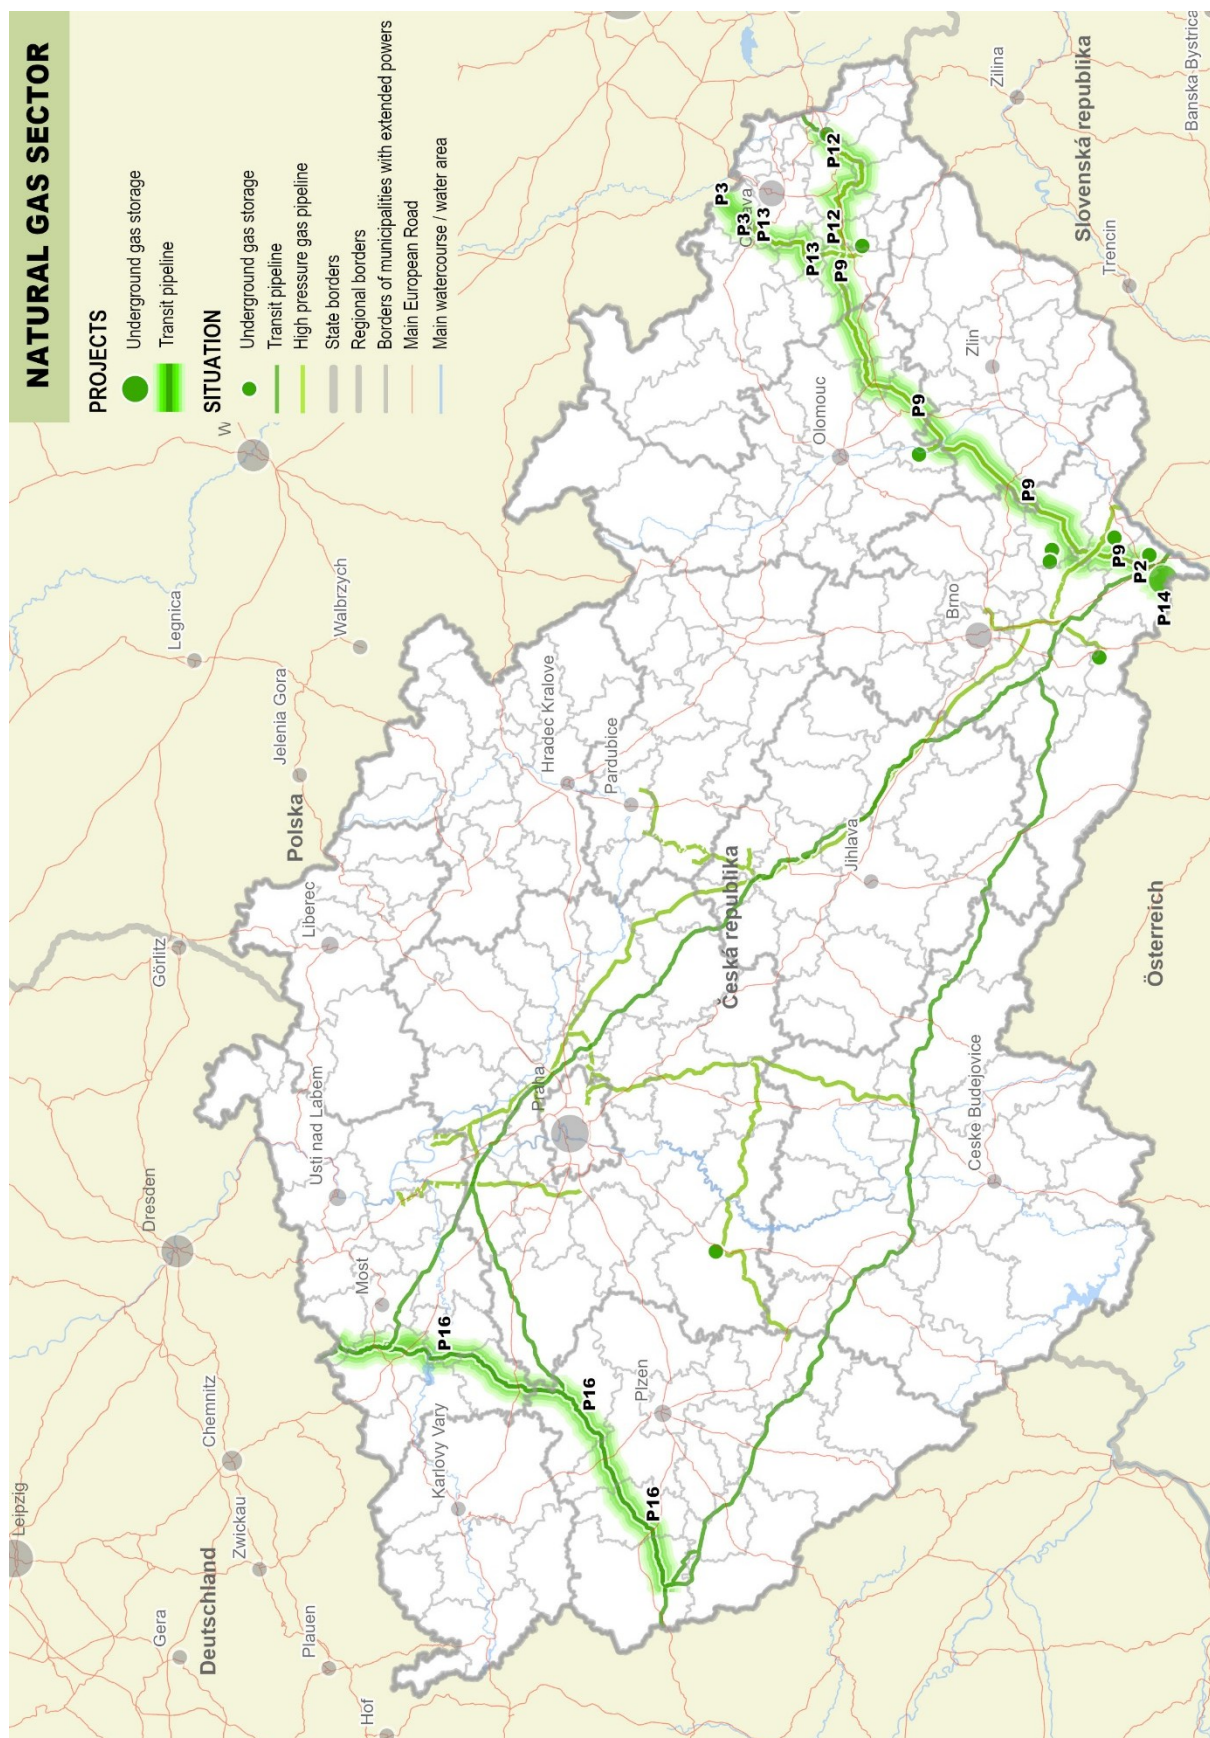 NATURAL GAS SECTOR
PROJECTS
Underground gas storage
Transit pipeline
SITUATION
Underground gas storage
Transit pipeline
High pressure gas pipeline
State borders
Regional borders
Borders of municipalities with extended powers
Main European Road
Main watercourse / water area
Leipzig
Gera
Deutschland
Zwickau
Chemnitz
Plauen
Hof
Dresden
Görlitz
Polska
Jelenia Gora
Legnica
Walbrzych
W
Karlovy Vary
Most
Usti nad Labem
Liberec
Plzen
Praha
Hradec Kralove
Pardubice
Česká republika
Ceske Budejovice
Jihlava
Brno
Olomouc
Zlin
Österreich
Slovenská republika
Trencin
Zilina
Banska Bystrica
P16
P16
P16
P3
P3
P13
P13
P12
P12
P9
P9
P9
P9
P2
P14